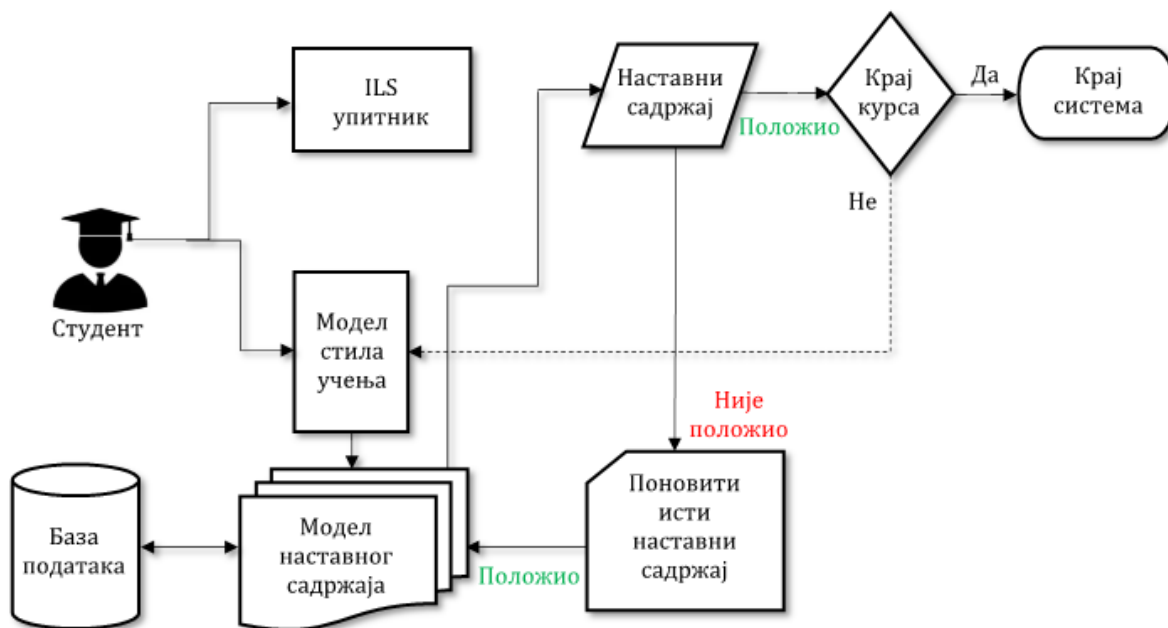 ILS
упитник
Наставни
садржај
Положио
Крај
курса
Да
Крај
система
Не
Студент
Модел
стила
учења
Није
положио
База
података
Модел
наставног
садржаја
Положио
Поновити
исти
наставни
садржај